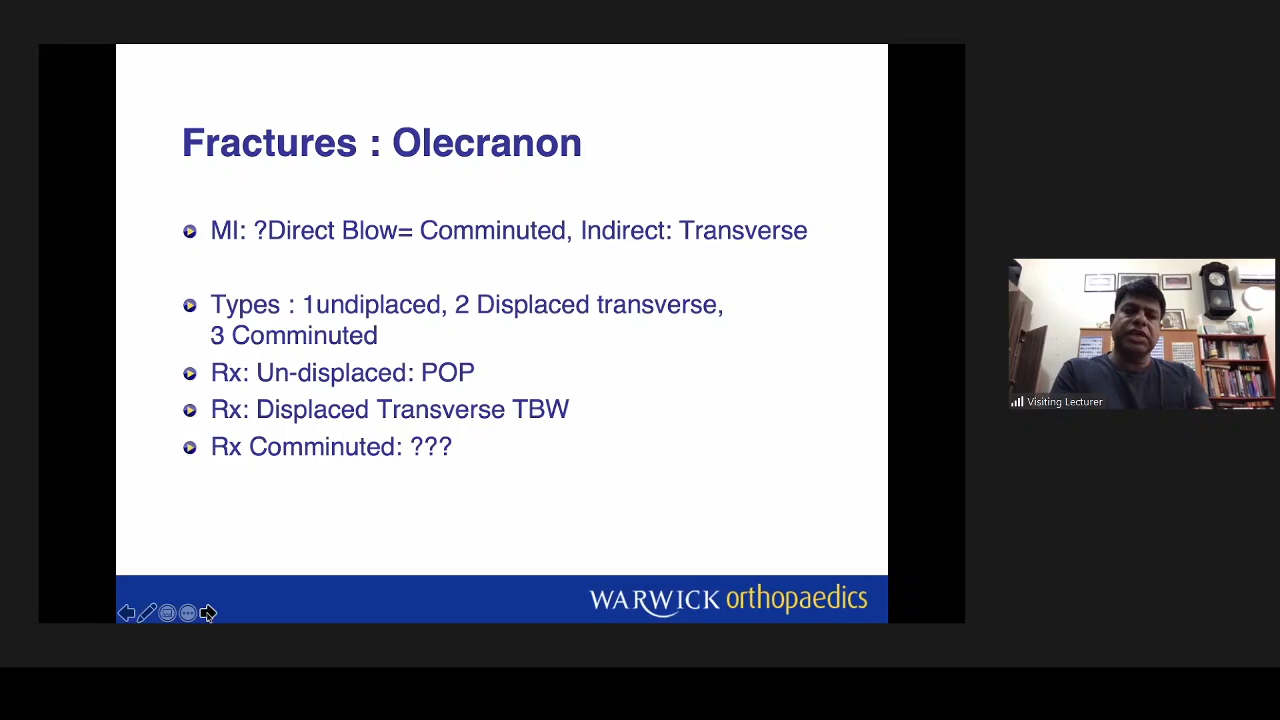 Fractures : Olecranon
MI: ?Direct Blow= Comminuted, Indirect: Transverse
Types : 1undiplaced, 2 Displaced transverse,
3 Comminuted
Rx: Un-displaced: POP
Rx: Displaced Transverse TBW
Rx Comminuted: ???
WARWICK orthopaedics
Visiting Lecturer